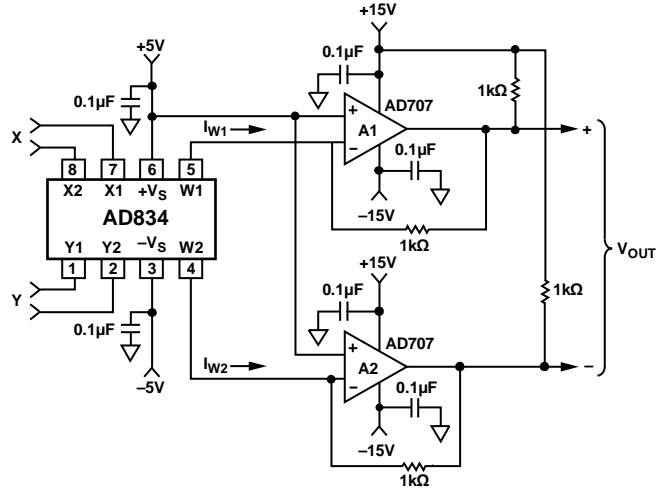 +15V
+5V
0.1µF
0.1µF
1kΩ
AD707
+
A1
−
IW1
+
X
0.1µF
8
7
6
5
X2
X1
+VS
W1
−15V
AD834
1kΩ
VOUT
Y1
Y2
−VS
W2
1
2
3
4
+15V
1kΩ
Y
0.1µF
0.1µF
AD707
+
A2
−
IW2
−
−5V
0.1µF
−15V
1kΩ